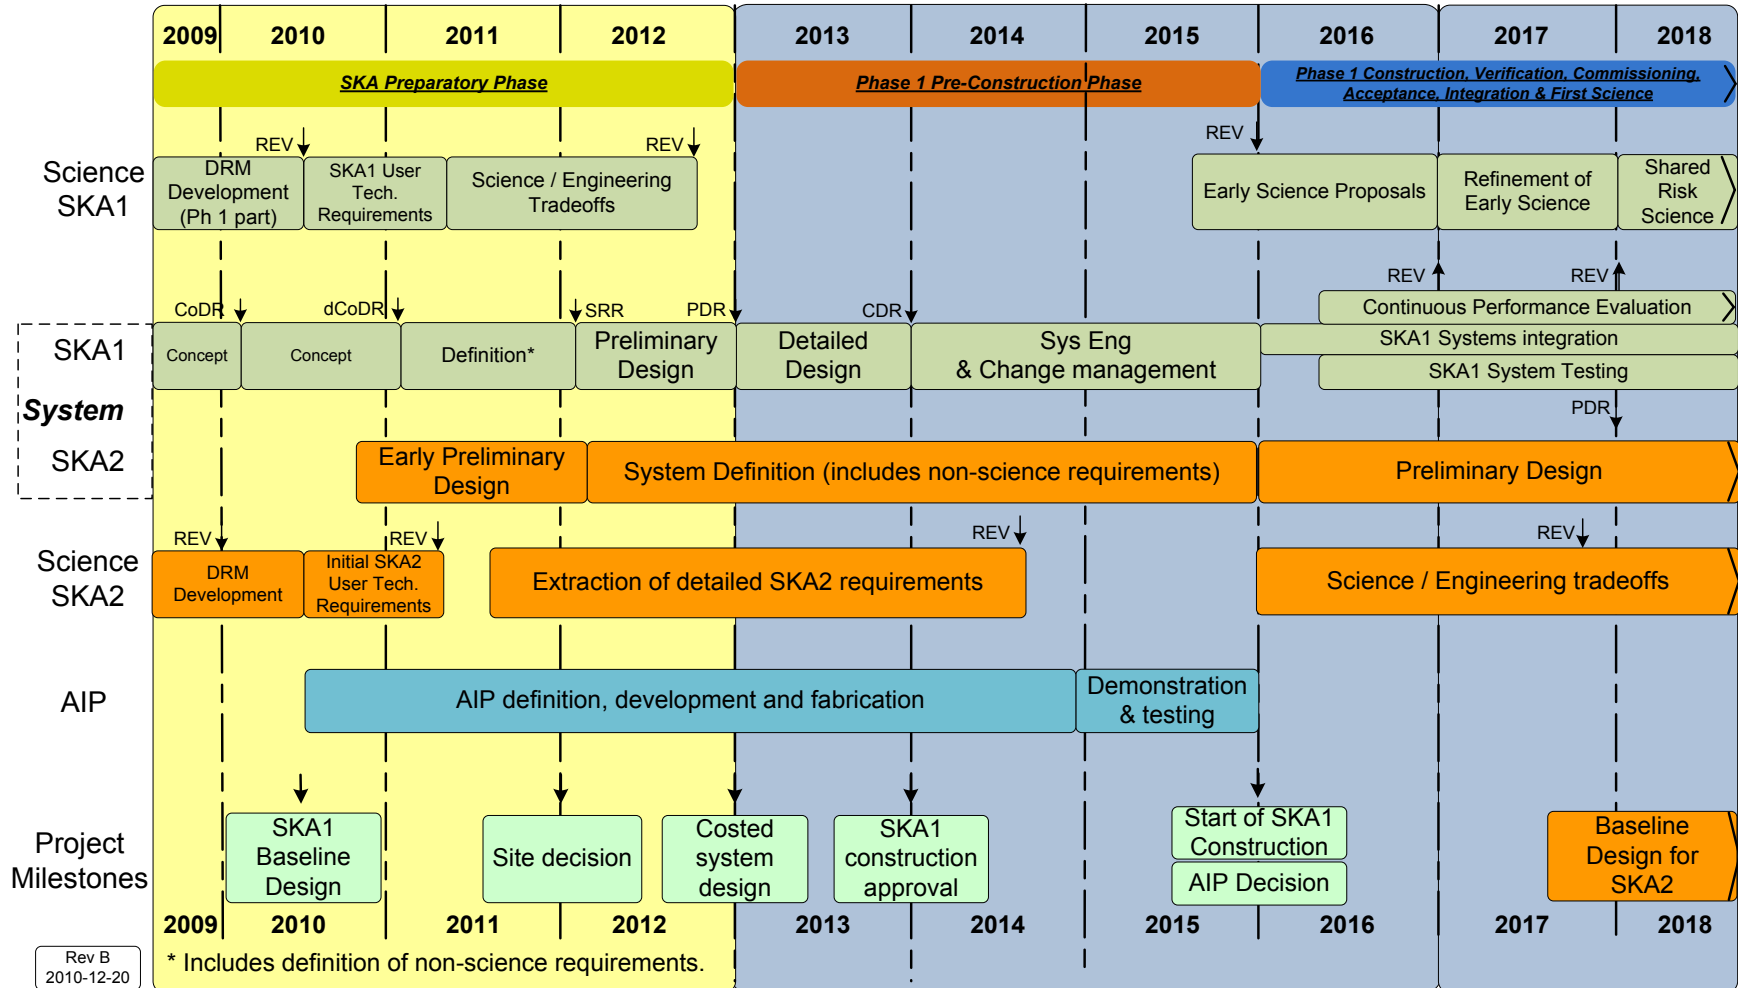 2009 2010 2011 2012 2013 2014 2015 2016 2017 2018
SKA Preparatory Phase
Phase 1 Pre-Construction Phase
Phase 1 Construction, Verification, Commissioning,
Acceptance, Integration & First Science
REV
REV
REV
Science
SKA1
DRM
Development
(Ph 1 part)
SKA1 User
Tech.
Requirements
Science / Engineering
Tradeoffs
Early Science Proposals
Refinement of
Early Science
Shared
Risk
Science
REV
REV
CoDR
dCoDR
SRR
PDR
CDR
Continuous Performance Evaluation
SKA1
Concept
Concept
Definition*
Preliminary
Design
Detailed
Design
Sys Eng
& Change management
SKA1 Systems integration
SKA1 System Testing
System
PDR
SKA2
Early Preliminary
Design
System Definition (includes non-science requirements)
Preliminary Design
REV
REV
REV
REV
Science
SKA2
DRM
Development
Initial SKA2
User Tech.
Requirements
Extraction of detailed SKA2 requirements
Science / Engineering tradeoffs
AIP
AIP definition, development and fabrication
Demonstration
& testing
Project
Milestones
SKA1
Baseline
Design
Site decision
Costed
system
design
SKA1
construction
approval
Start of SKA1
Construction
AIP Decision
Baseline
Design for
SKA2
2009 2010 2011 2012 2013 2014 2015 2016 2017 2018
Rev B
2010-12-20
* Includes definition of non-science requirements.